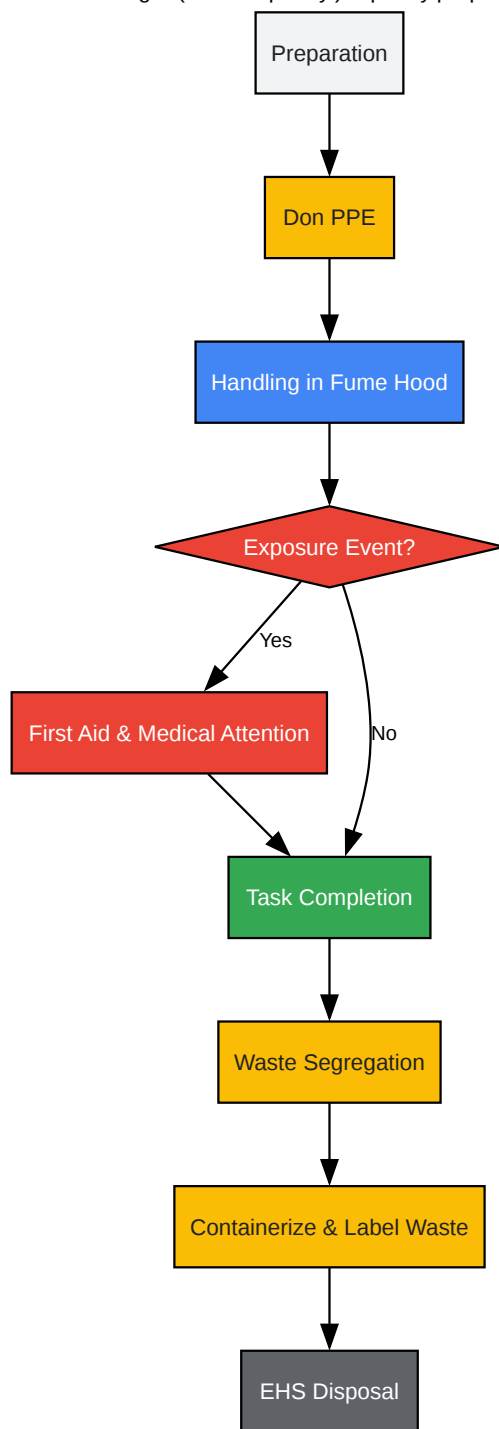 Preparation
Don PPE
Handling in Fume Hood
Exposure Event?
Yes
First Aid & Medical Attention
No
Task Completion
Waste Segregation
Containerize & Label Waste
EHS Disposal